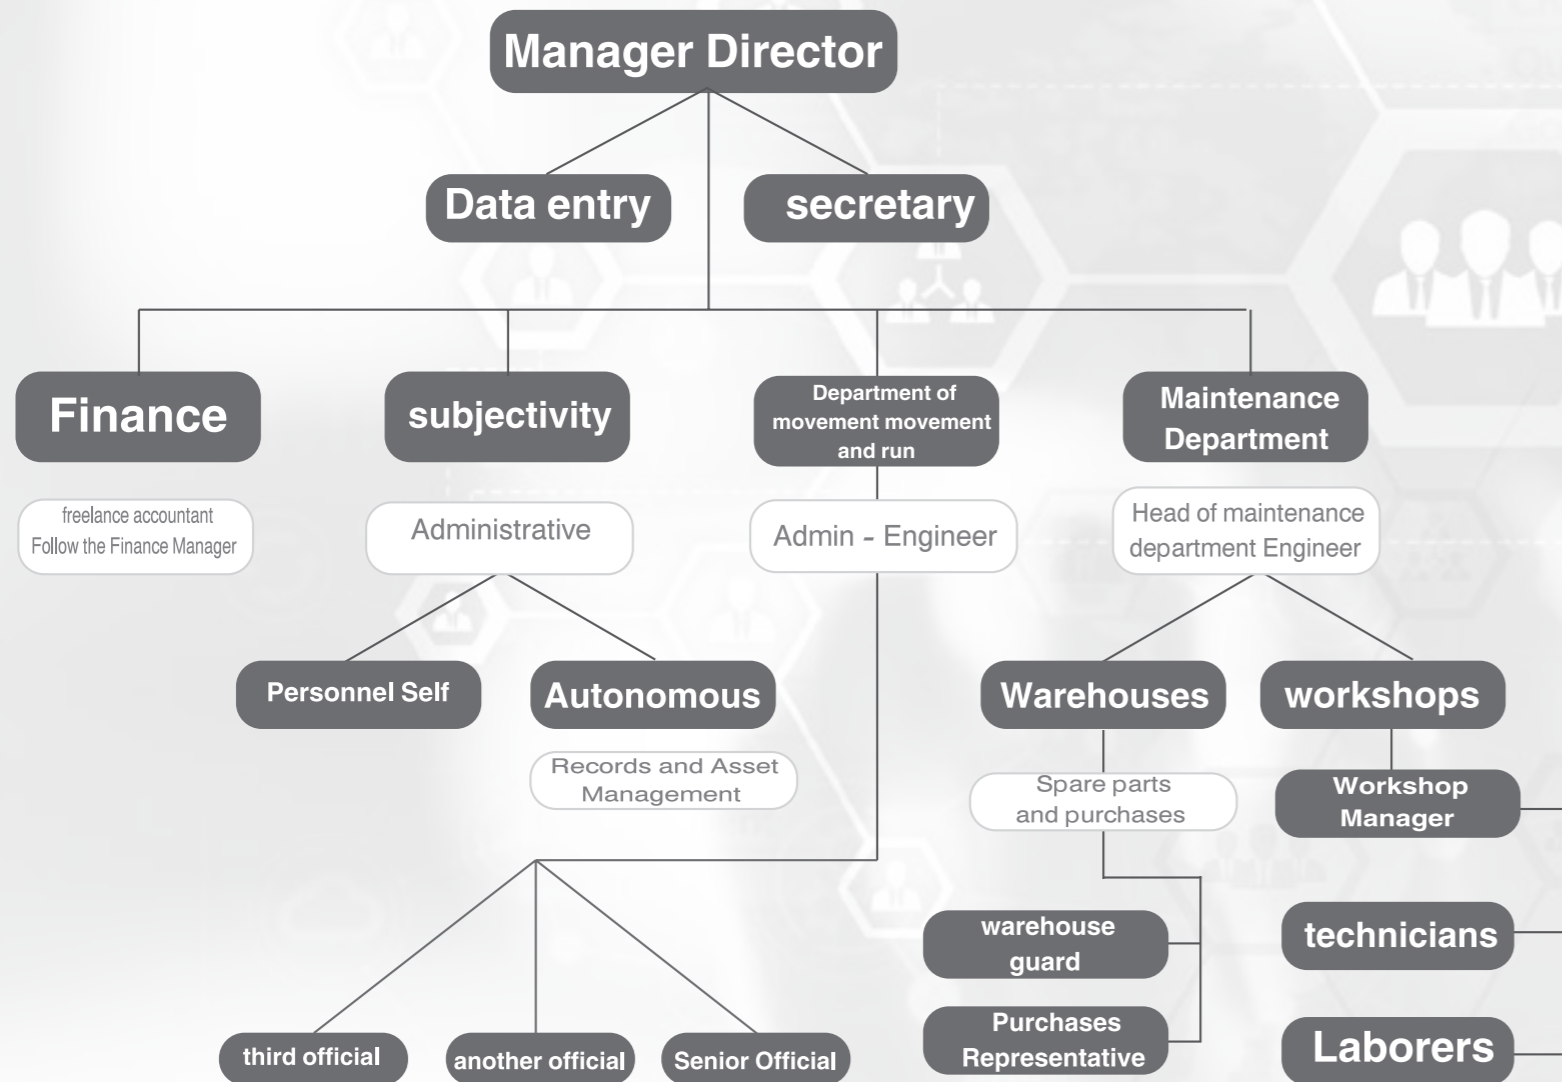 Manager Director
Data entry
secretary
Finance
subjectivity
Department of
movement movement
and run
Maintenance
Department
freelance accountant
Follow the Finance Manager
Administrative
Admin - Engineer
Head of maintenance
department Engineer
Personnel Self
Autonomous
Warehouses
workshops
Records and Asset
Management
Spare parts
and purchases
Workshop
Manager
warehouse
guard
technicians
Purchases
Representative
Laborers
third official
another official
Senior Official